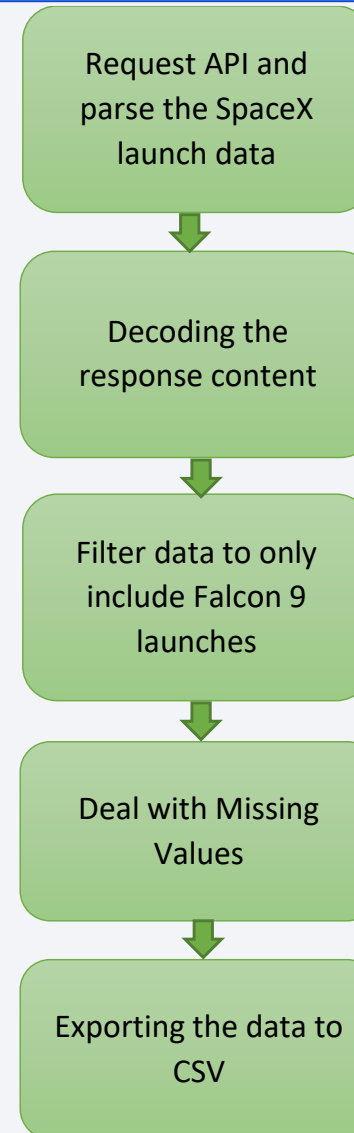 Request API and
parse the SpaceX
launch data
Decoding the
response content
Filter data to only
include Falcon 9
launches
Deal with Missing
Values
Exporting the data to
CSV